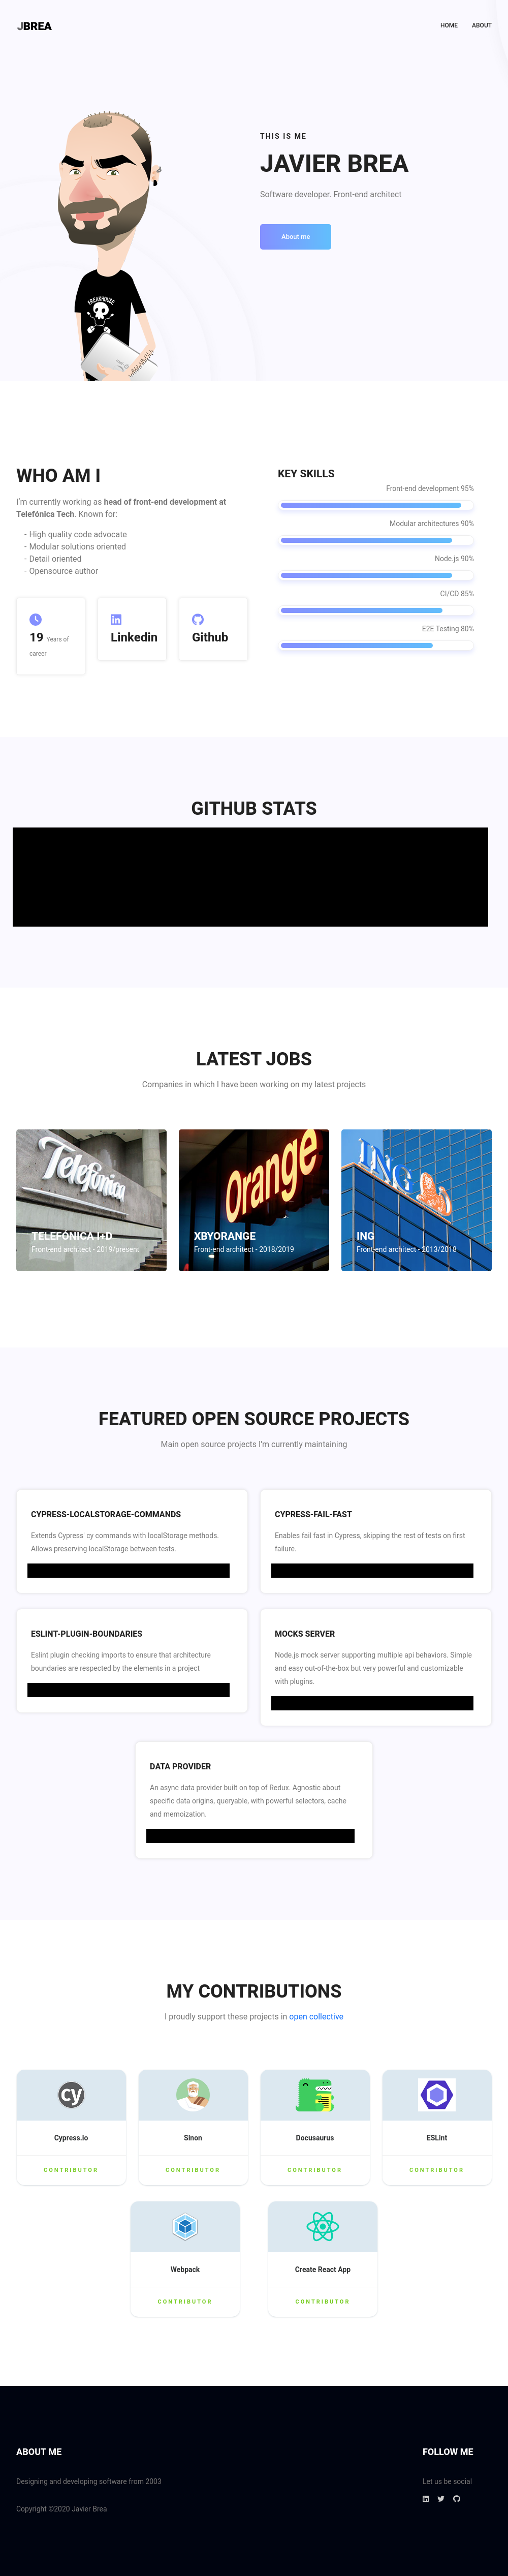 JBREA
HOME ABOUT
THIS IS ME
JAVIER BREA
Software developer. Front-end architect
About me
FREAKHOUSE
WHO AM I
I'm currently working as head of front-end development at
Telefónica Tech. Known for:
- High quality code advocate
- Modular solutions oriented
- Detail oriented
- Opensource author
19 Years of
career
Linkedin
Github
KEY SKILLS
Front-end development 95%
Modular architectures 90%
Node.js 90%
CI/CD 85%
E2E Testing 80%
GITHUB STATS
LATEST JOBS
Companies in which I have been working on my latest projects
Telefónica
TELEFÓNICA I+D
Front-end architect - 2019/present
Orange
XBYORANGE
Front-end architect - 2018/2019
ING
ING
Front-end architect - 2013/2018
FEATURED OPEN SOURCE PROJECTS
Main open source projects I'm currently maintaining
CYPRESS-LOCALSTORAGE-COMMANDS
Extends Cypress' cy commands with localStorage methods.
Allows preserving localStorage between tests.
CYPRESS-FAIL-FAST
Enables fail fast in Cypress, skipping the rest of tests on first
failure.
ESLINT-PLUGIN-BOUNDARIES
Eslint plugin checking imports to ensure that architecture
boundaries are respected by the elements in a project
MOCKS SERVER
Node.js mock server supporting multiple api behaviors. Simple
and easy out-of-the-box but very powerful and customizable
with plugins.
DATA PROVIDER
An async data provider built on top of Redux. Agnostic about
specific data origins, queryable, with powerful selectors, cache
and memoization.
MY CONTRIBUTIONS
I proudly support these projects in open collective
cy
Cypress.io
CONTRIBUTOR
Sinon
CONTRIBUTOR
Docusaurus
CONTRIBUTOR
ESLint
CONTRIBUTOR
Webpack
CONTRIBUTOR
Create React App
CONTRIBUTOR
ABOUT ME
Designing and developing software from 2003
Copyright ©2020 Javier Brea
FOLLOW ME
Let us be social